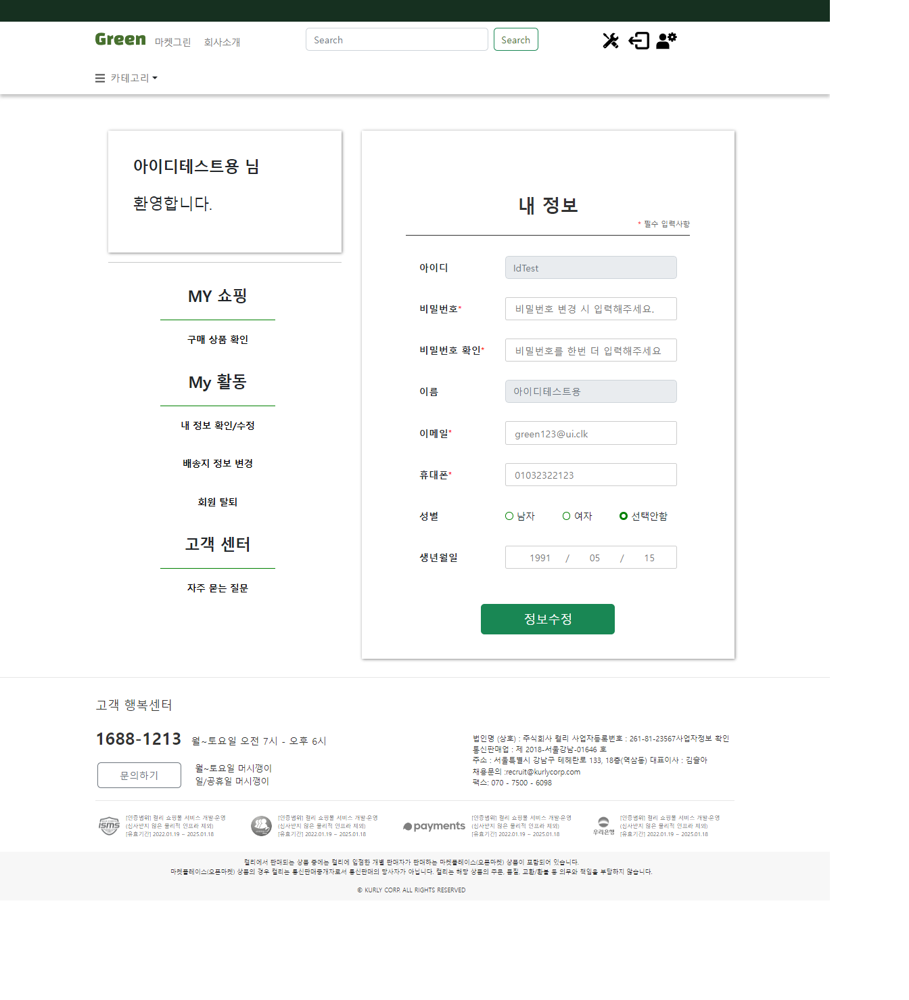 Green 마켓그린 회사소개 Search Search
카테고리
아이디테스트용 님
환영합니다.
MY 쇼핑
구매 상품 확인
My 활동
내 정보 확인/수정
배송지 정보 변경
회원 탈퇴
고객 센터
자주 묻는 질문
내 정보
* 필수 입력사항
아이디 IdTest
비밀번호* 비밀번호 변경 시 입력해주세요.
비밀번호 확인* 비밀번호를 한번 더 입력해주세요
이름 아이디테스트용
이메일* green123@ui.clk
휴대폰* 01032322123
성별 남자 여자 선택안함
생년월일 1991 / 05 / 15
정보수정
고객 행복센터
1688-1213 월~토요일 오전 7시 - 오후 6시
문의하기
월~토요일 머시깽이
일/공휴일 머시깽이
법인명 (상호) : 주식회사 컬리 사업자등록번호 : 261-81-23567사업자정보 확인
통신판매업 : 제 2018-서울강남-01646 호
주소 : 서울특별시 강남구 테헤란로 133, 18층(역삼동) 대표이사 : 김슬아
채용문의 :recruit@kurlycorp.com
팩스: 070 - 7500 - 6098
ISMS
[인증범위] 컬리 쇼핑몰 서비스 개발·운영
(심사받지 않은 물리적 인프라 제외)
[유효기간] 2022.01.19 ~ 2025.01.18
[인증범위] 컬리 쇼핑몰 서비스 개발·운영
(심사받지 않은 물리적 인프라 제외)
[유효기간] 2022.01.19 ~ 2025.01.18
payments
[인증범위] 컬리 쇼핑몰 서비스 개발·운영
(심사받지 않은 물리적 인프라 제외)
[유효기간] 2022.01.19 ~ 2025.01.18
우리은행
[인증범위] 컬리 쇼핑몰 서비스 개발·운영
(심사받지 않은 물리적 인프라 제외)
[유효기간] 2022.01.19 ~ 2025.01.18
컬리에서 판매되는 상품 중에는 컬리에 입점한 개별 판매자가 판매하는 마켓플레이스(오픈마켓) 상품이 포함되어 있습니다.
마켓플레이스(오픈마켓) 상품의 경우 컬리는 통신판매중개자로서 통신판매의 당사자가 아닙니다. 컬리는 해당 상품의 주문, 품질, 교환/환불 등 의무와 책임을 부담하지 않습니다.
© KURLY CORP. ALL RIGHTS RESERVED